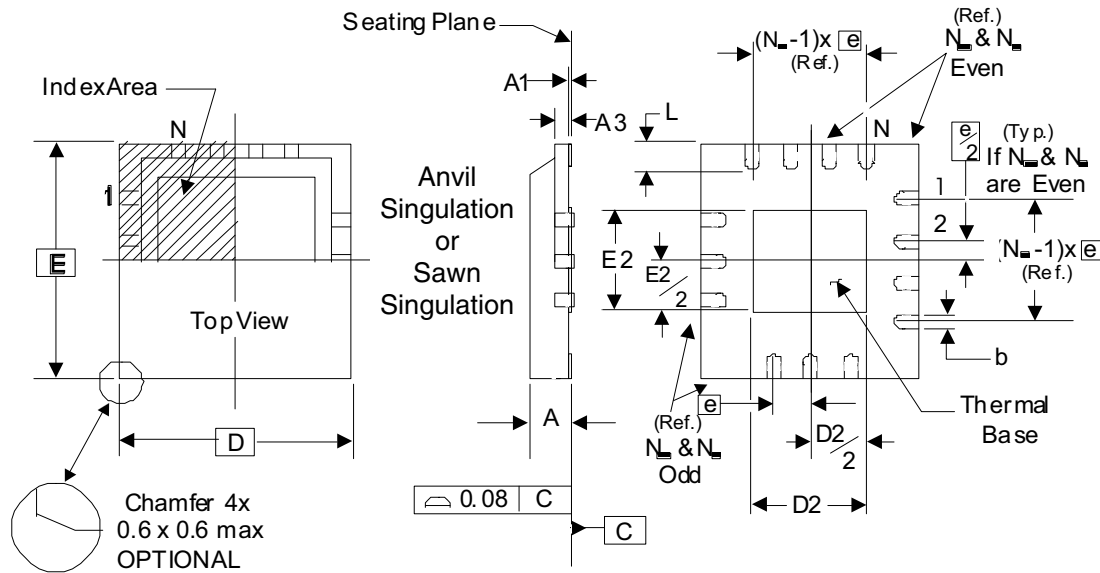 Seating Plane
Index Area
N
1
E
Top View
D
Chamfer 4x
0.6 x 0.6 max
OPTIONAL
A1
A3
L
Anvil
Singulation
or
Sawn
Singulation
A
0.08 C
C
(N -1)x e
(Ref.)
(Ref.)
N & N
Even
N
e
2
(Typ.)
If N & N
are Even
1
2
(N -1)x e
(Ref.)
b
E2
E2
2
Thermal
Base
(Ref.)
N & N
Odd
e
D2
2
D2